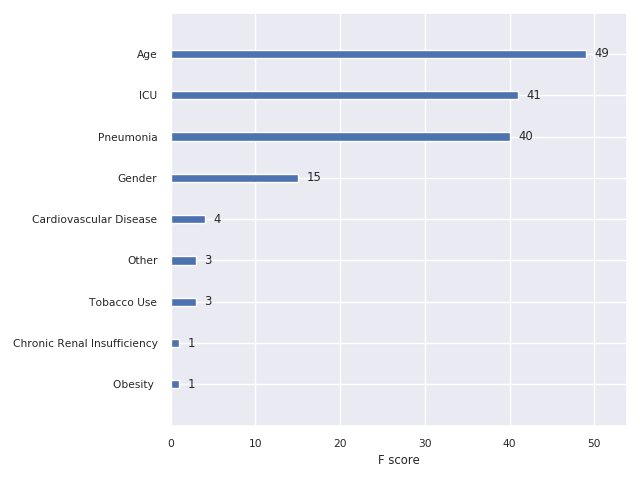 Age 49
ICU 41
Pneumonia 40
Gender 15
Cardiovascular Disease 4
Other 3
Tobacco Use 3
Chronic Renal Insufficiency 1
Obesity 1
0 10 20 30 40 50
F score